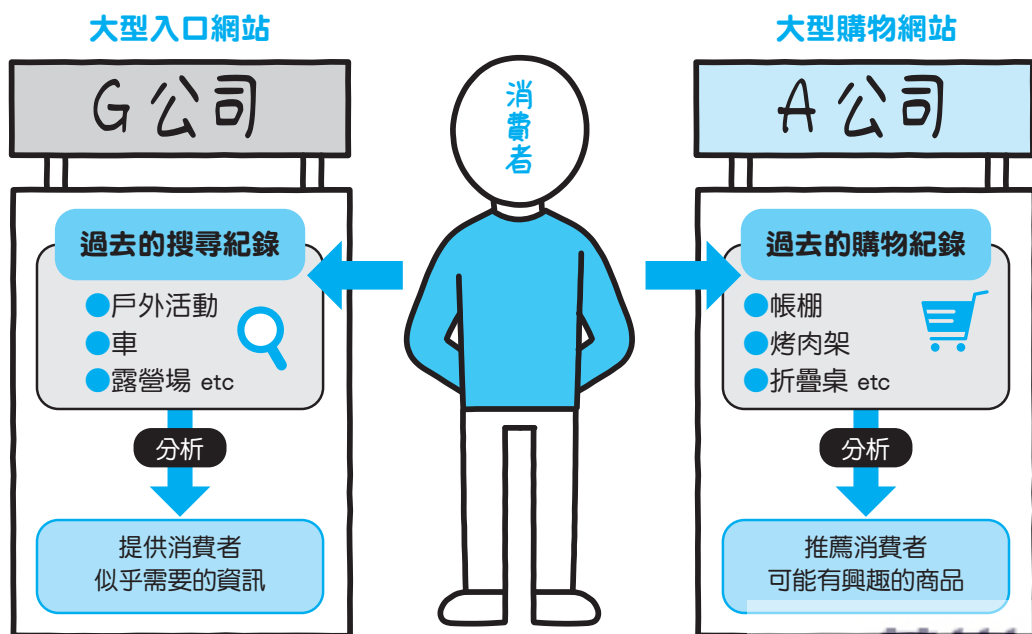 大型入口網站
G公司
過去的搜尋紀錄
●戶外活動
●車
●露營場 etc
分析
提供消費者
似乎需要的資訊
消費者
大型購物網站
A公司
過去的購物紀錄
●帳棚
●烤肉架
●折疊桌 etc
分析
推薦消費者
可能有興趣的商品